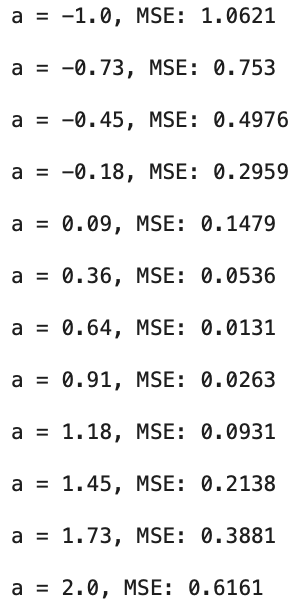 a = -1.0, MSE: 1.0621
a = -0.73, MSE: 0.753
a = -0.45, MSE: 0.4976
a = -0.18, MSE: 0.2959
a = 0.09, MSE: 0.1479
a = 0.36, MSE: 0.0536
a = 0.64, MSE: 0.0131
a = 0.91, MSE: 0.0263
a = 1.18, MSE: 0.0931
a = 1.45, MSE: 0.2138
a = 1.73, MSE: 0.3881
a = 2.0, MSE: 0.6161